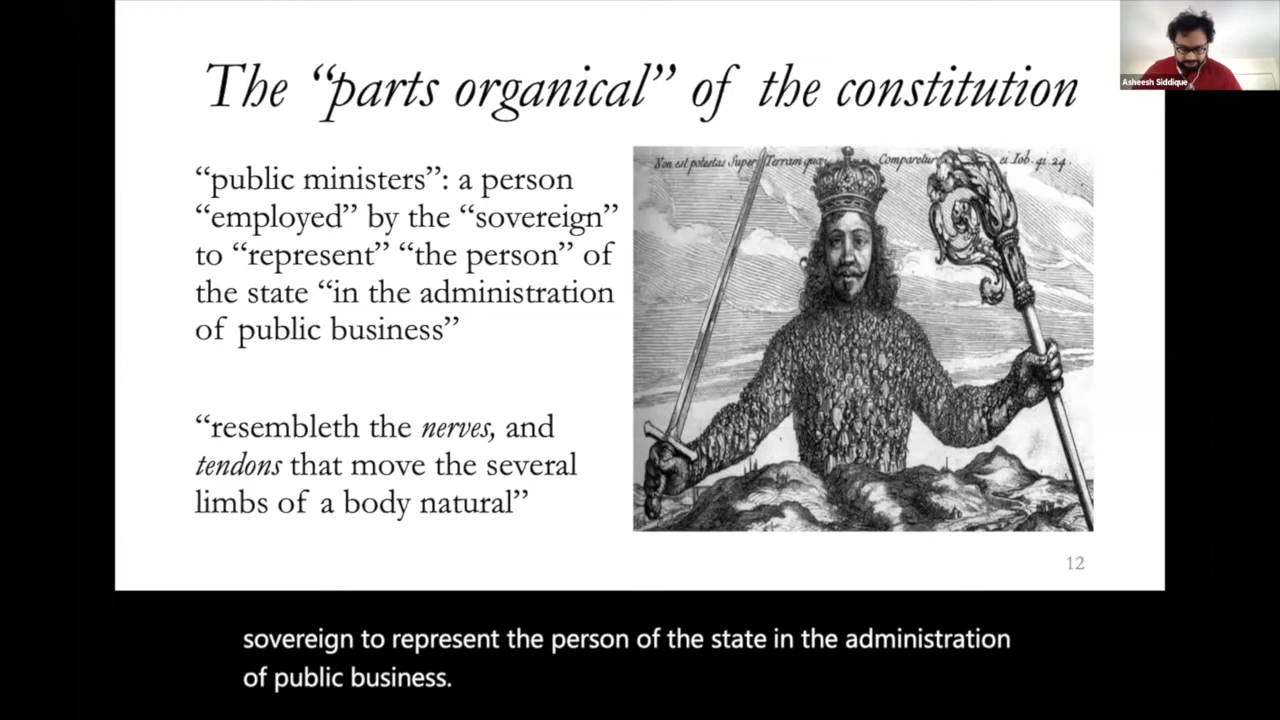 The “parts organical” of the constitution
Asheesh Siddique
“public ministers”: a person
“employed” by the “sovereign”
to “represent” “the person” of
the state “in the administration
of public business”
“resembleth the nerves, and
tendons that move the several
limbs of a body natural”
Non est potestas Super Terram quæ Comparetur ei Iob. 41. 24.
12
sovereign to represent the person of the state in the administration
of public business.